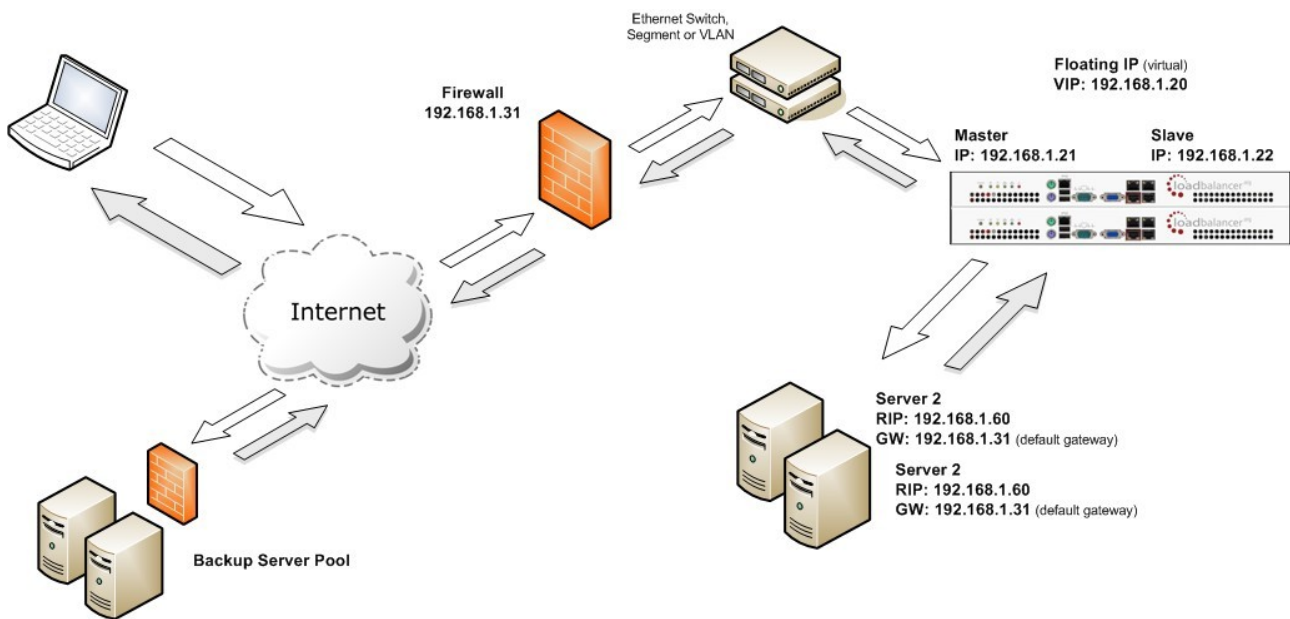 Ethernet Switch,
Segment or VLAN
Firewall
192.168.1.31
Floating IP (virtual)
VIP: 192.168.1.20
Master
IP: 192.168.1.21
Slave
IP: 192.168.1.22
loadbalancer.org
loadbalancer.org
Internet
Server 2
RIP: 192.168.1.60
GW: 192.168.1.31 (default gateway)
Server 2
RIP: 192.168.1.60
GW: 192.168.1.31 (default gateway)
Backup Server Pool